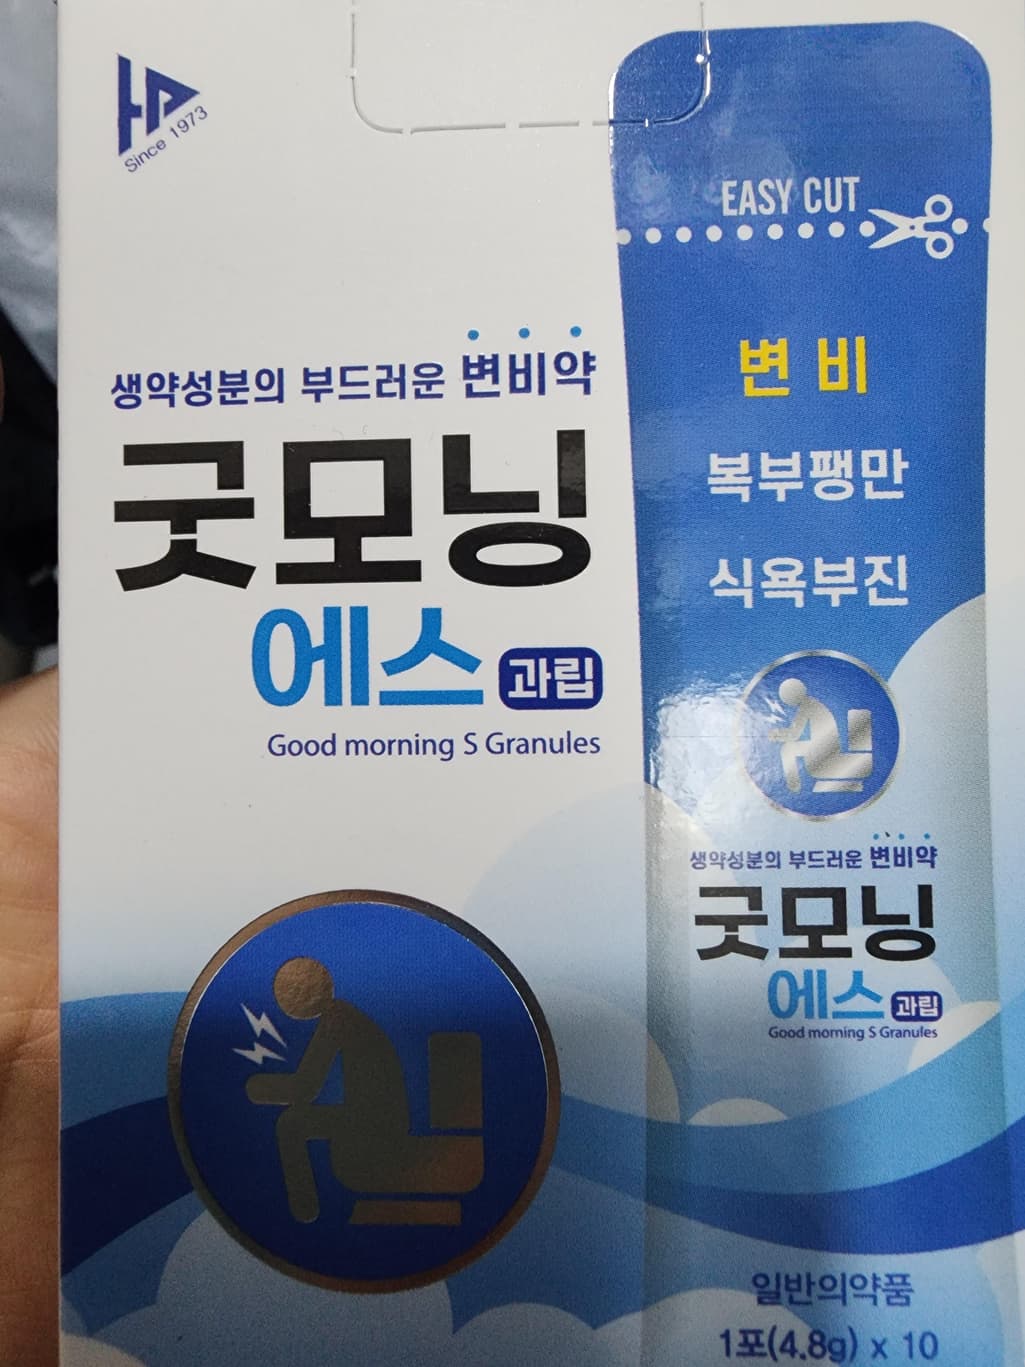 Since 1973
생약성분의 부드러운 변비약
굿모닝
에스 과립
Good morning S Granules
EASY CUT
변비
복부팽만
식욕부진
생약성분의 부드러운 변비약
굿모닝
에스 과립
Good morning S Granules
일반의약품
1포(4.8g) x 10